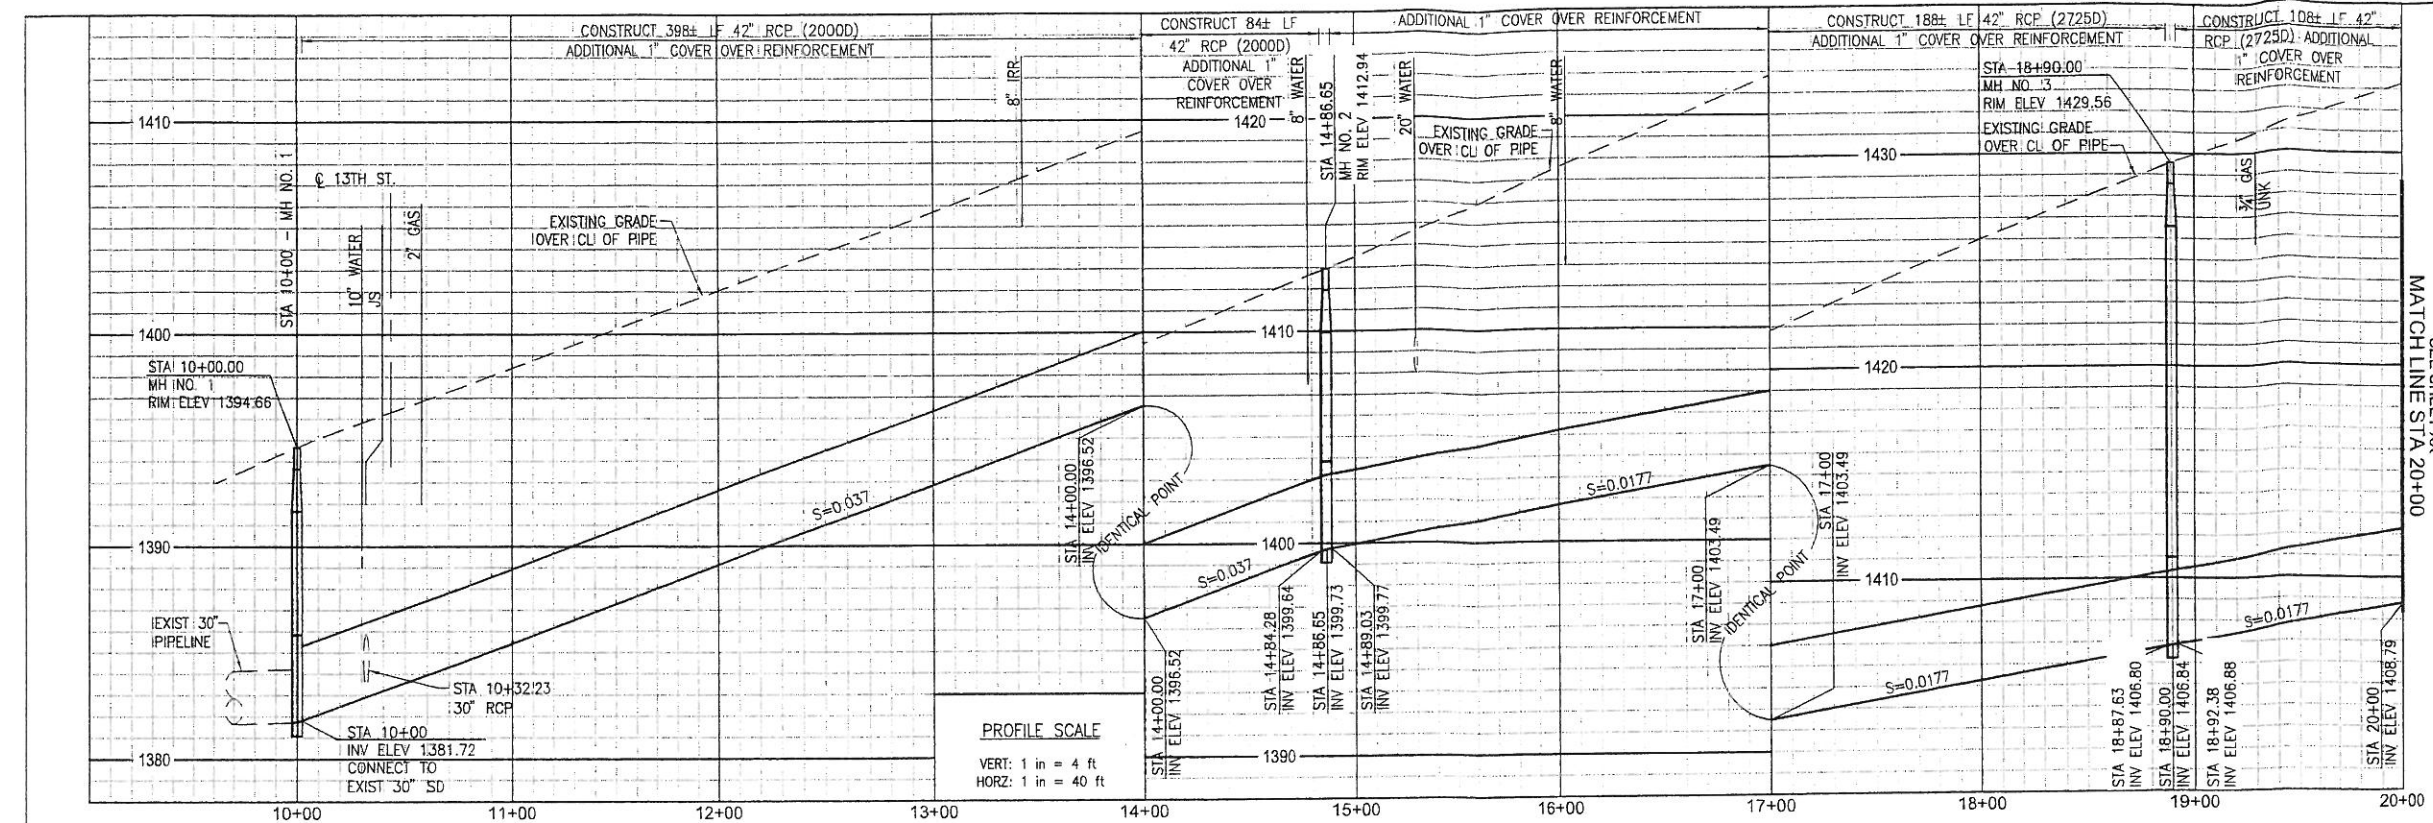 CONSTRUCT 398± LF 42" RCP (2000D)
ADDITIONAL 1" COVER OVER REINFORCEMENT
CONSTRUCT 84± LF
42" RCP (2000D)
ADDITIONAL 1"
COVER OVER
REINFORCEMENT
ADDITIONAL 1" COVER OVER REINFORCEMENT
CONSTRUCT 188± LF 42" RCP (2725D)
ADDITIONAL 1" COVER OVER REINFORCEMENT
CONSTRUCT 108± LF 42"
RCP (2725D) ADDITIONAL
1" COVER OVER
REINFORCEMENT
1410
1400
1390
1380
STA 10+00 - MH NO. 1
℄ 13TH ST.
10" WATER
JS
2" GAS
8" IRR
EXISTING GRADE
OVER CL OF PIPE
STA 10+00.00
MH NO. 1
RIM ELEV 1394.66
EXIST 30"
PIPELINE
STA 10+32.23
30" RCP
STA 10+00
INV ELEV 1381.72
CONNECT TO
EXIST 30" SD
S=0.037
STA 14+00.00
INV ELEV 1396.52
IDENTICAL POINT
PROFILE SCALE
VERT: 1 in = 4 ft
HORZ: 1 in = 40 ft
STA 14+00.00
INV ELEV 1396.52
1420
1410
1400
1390
8" WATER
STA 14+86.65
MH NO. 2
RIM ELEV 1412.94
20" WATER
EXISTING GRADE
OVER CL OF PIPE
8" WATER
S=0.037
S=0.0177
STA 14+84.28
INV ELEV 1399.64
STA 14+86.65
INV ELEV 1399.73
STA 14+89.03
INV ELEV 1399.77
STA 17+00
INV ELEV 1403.49
IDENTICAL POINT
STA 17+00
INV ELEV 1403.49
1430
1420
1410
STA 18+90.00
MH NO. 3
RIM ELEV 1429.56
EXISTING GRADE
OVER CL OF PIPE
¾" GAS
UNK
S=0.0177
S=0.0177
STA 18+87.63
INV ELEV 1406.80
STA 18+90.00
INV ELEV 1406.84
STA 18+92.38
INV ELEV 1406.88
STA 20+00
INV ELEV 1408.79
MATCH LINE STA 20+00
10+00
11+00
12+00
13+00
14+00
15+00
16+00
17+00
18+00
19+00
20+00